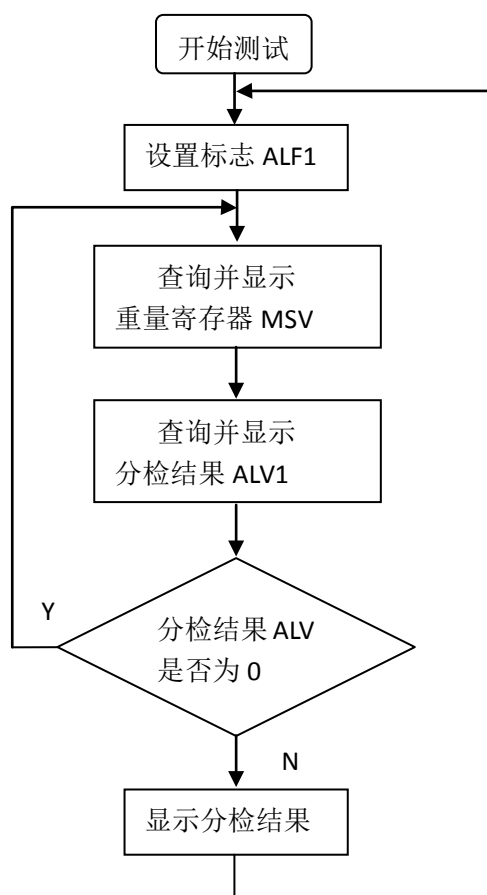 开始测试
设置标志 ALF1
查询并显示
重量寄存器 MSV
查询并显示
分检结果 ALV1
Y
分检结果 ALV
是否为 0
N
显示分检结果